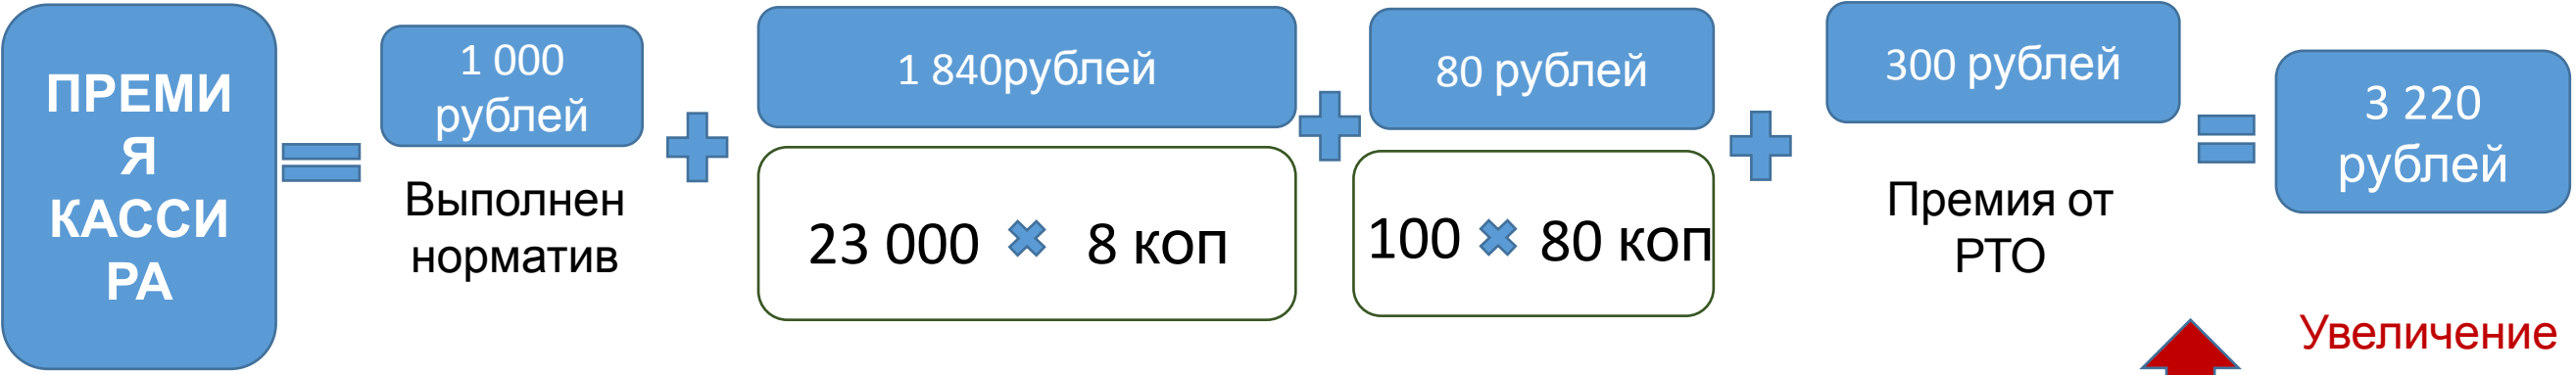 ПРЕМИ
Я
КАССИ
РА
1 000
рублей
Выполнен
норматив
1 840рублей
23 000 8 коп
80 рублей
100 80 коп
300 рублей
Премия от
РТО
3 220
рублей
Увеличение